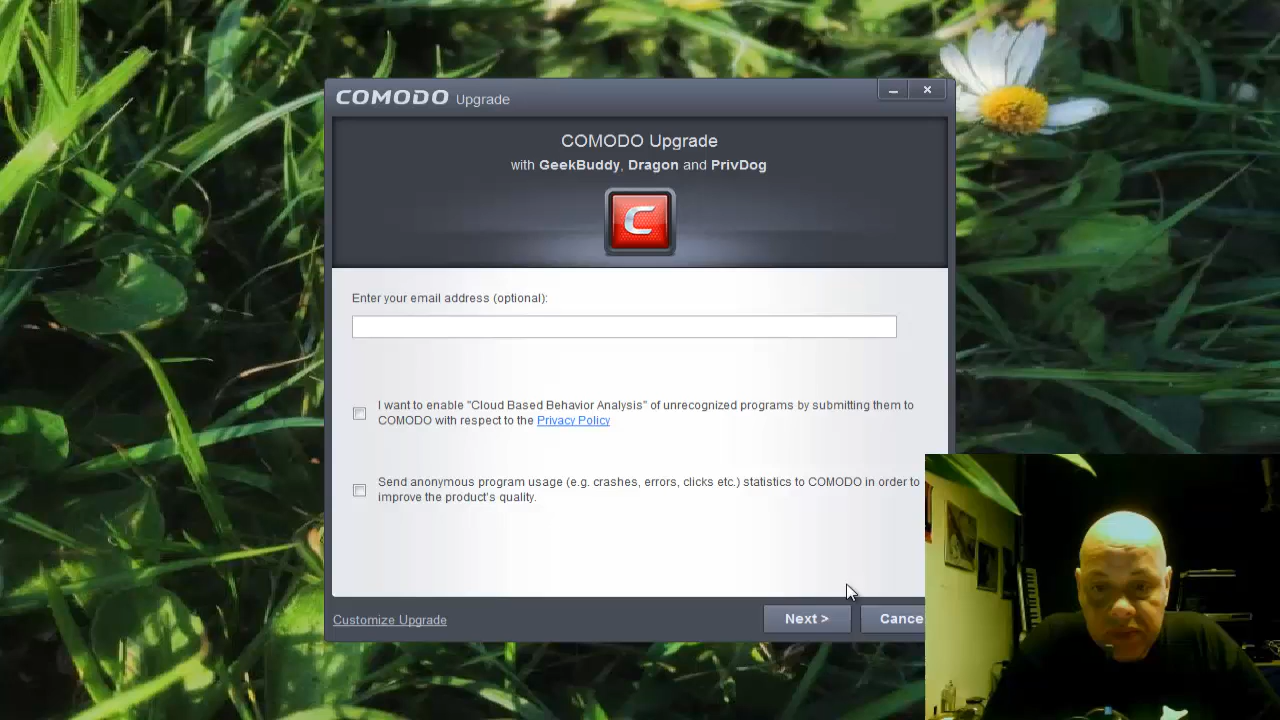 COMODO Upgrade
COMODO Upgrade
with GeekBuddy, Dragon and PrivDog
C
Enter your email address (optional):
I want to enable "Cloud Based Behavior Analysis" of unrecognized programs by submitting them to
COMODO with respect to the Privacy Policy
Send anonymous program usage (e.g. crashes, errors, clicks etc.) statistics to COMODO in order to
improve the product's quality.
Customize Upgrade
Next >
Cance